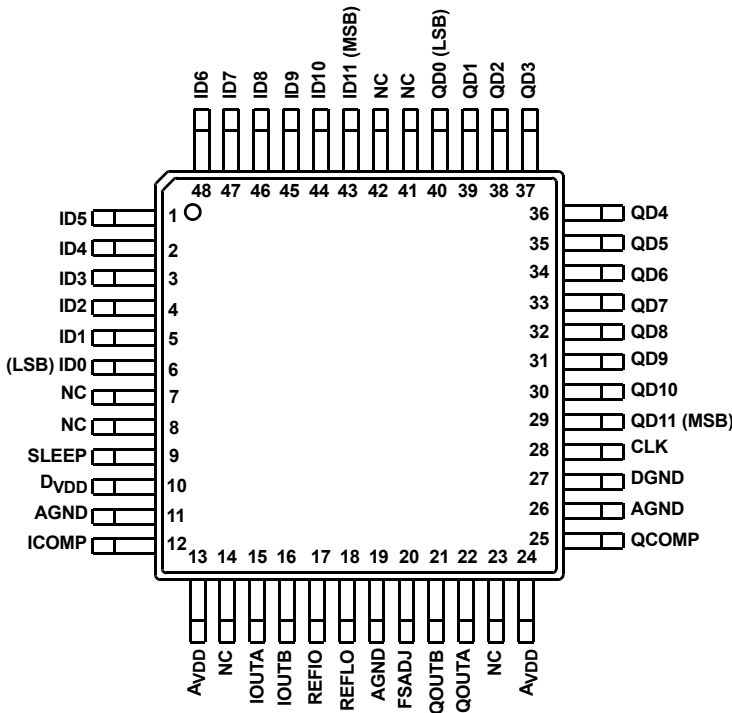 ID6
ID7
ID8
ID9
ID10
ID11 (MSB)
NC
NC
QD0 (LSB)
QD1
QD2
QD3
48
47
46
45
44
43
42
41
40
39
38
37
ID5
1
36
QD4
ID4
2
35
QD5
ID3
3
34
QD6
ID2
4
33
QD7
ID1
5
32
QD8
(LSB) ID0
6
31
QD9
NC
7
30
QD10
NC
8
29
QD11 (MSB)
SLEEP
9
28
CLK
DVDD
10
27
DGND
AGND
11
26
AGND
ICOMP
12
25
QCOMP
13
14
15
16
17
18
19
20
21
22
23
24
AVDD
NC
IOUTA
IOUTB
REFIO
REFLO
AGND
FSADJ
QOUTB
QOUTA
NC
AVDD